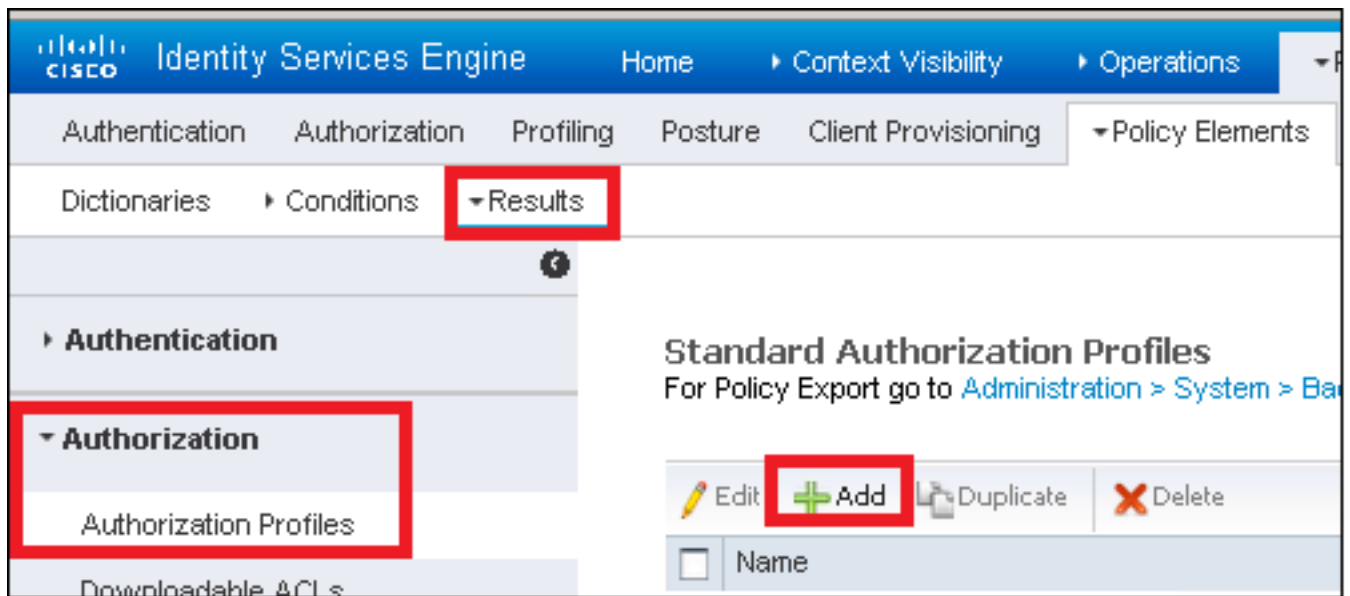 CISCO Identity Services Engine Home Context Visibility Operations
Authentication Authorization Profiling Posture Client Provisioning Policy Elements
Dictionaries Conditions Results
Authentication
Standard Authorization Profiles
For Policy Export go to Administration > System >
Authorization
Edit Add Duplicate Delete
Authorization Profiles
Name
Downloadable ACLs